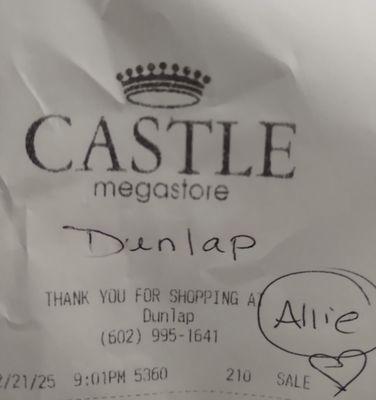 CASTLE
megastore
Dunlap
THANK YOU FOR SHOPPING AT
Dunlap
Allie
(602) 995-1641
2/21/25 9:01PM 5360 210 SALE